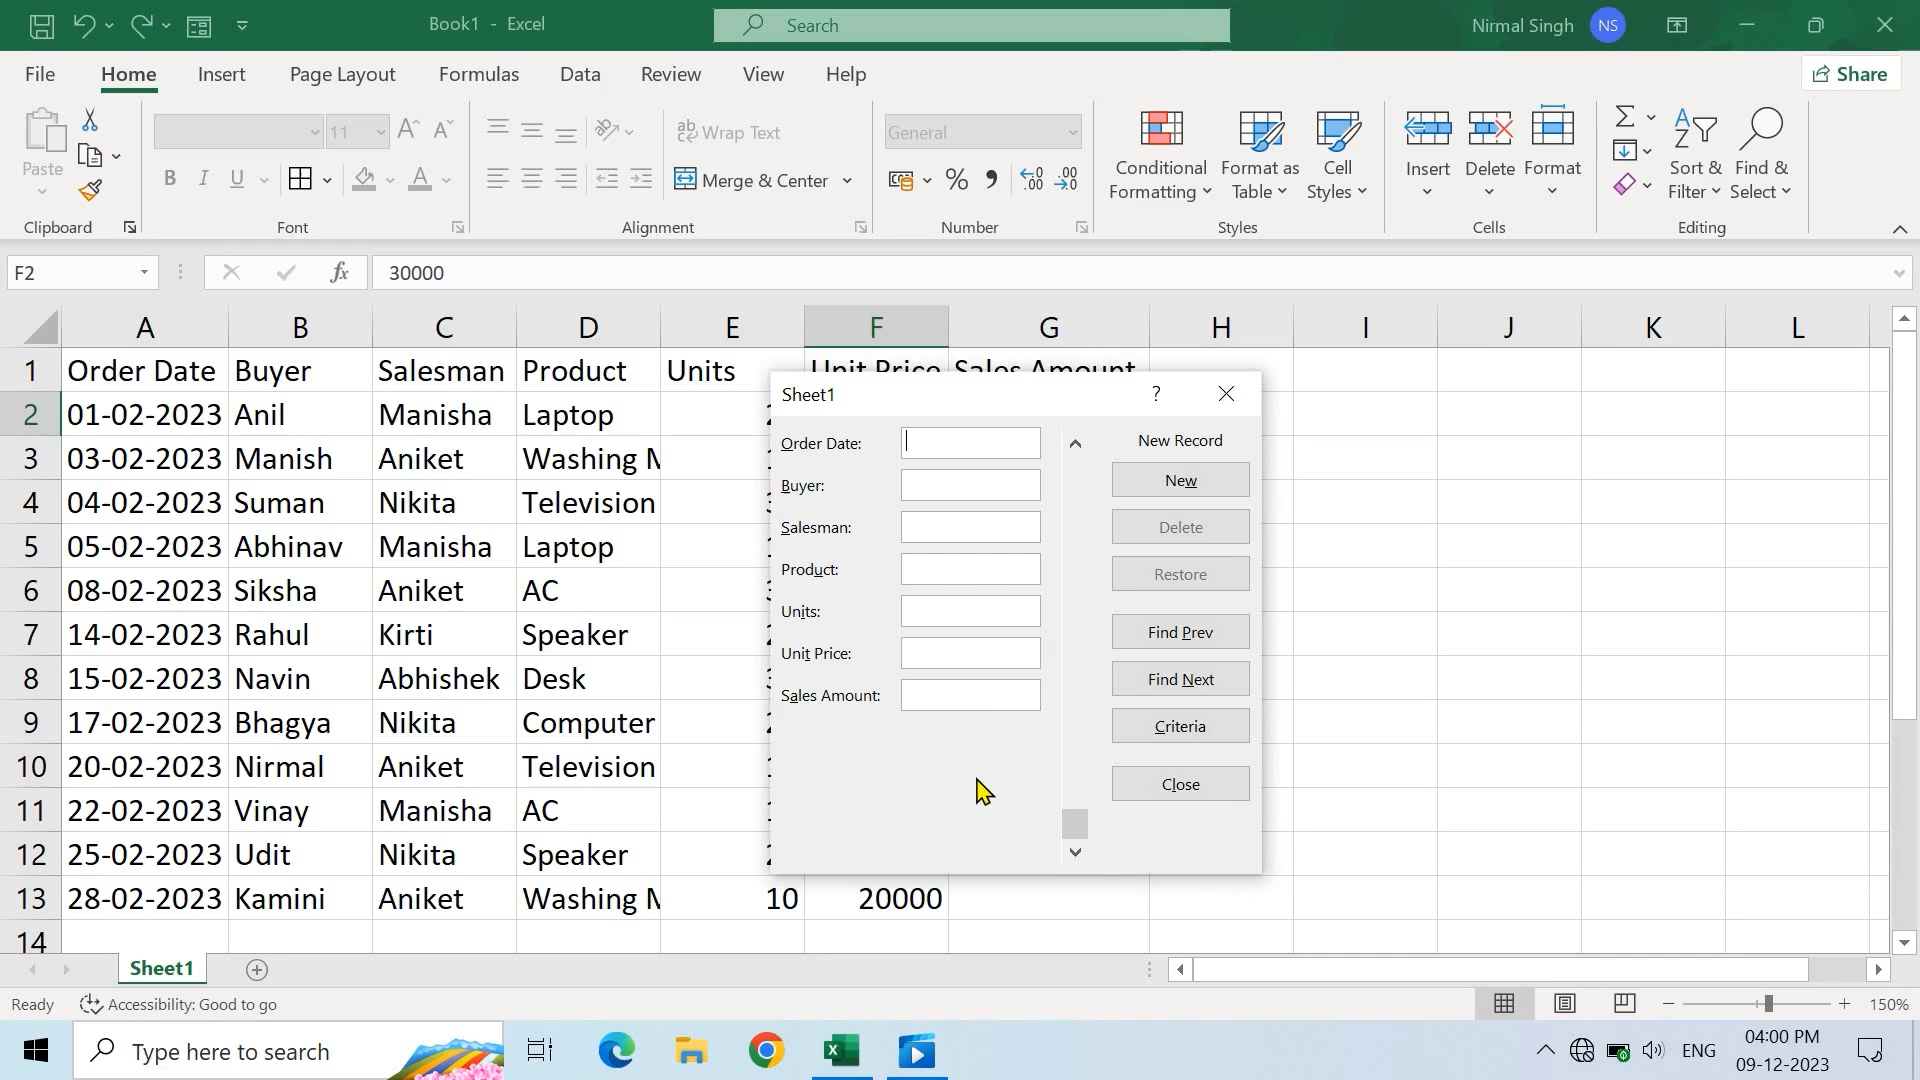 Book1 - Excel
Search
Nirmal Singh
NS
File Home Insert Page Layout Formulas Data Review View Help
Share
Paste
Clipboard
11
B I U
Font
Wrap Text
Merge & Center
Alignment
General
Number
Conditional Formatting
Format as Table
Cell Styles
Styles
Insert
Delete
Format
Cells
Sort & Filter
Find & Select
Editing
F2
fx
30000
A B C D E F G H I J K L
1 Order Date Buyer Salesman Product Units Unit Price Sales Amount
2 01-02-2023 Anil Manisha Laptop
3 03-02-2023 Manish Aniket Washing
4 04-02-2023 Suman Nikita Television
5 05-02-2023 Abhinav Manisha Laptop
6 08-02-2023 Siksha Aniket AC
7 14-02-2023 Rahul Kirti Speaker
8 15-02-2023 Navin Abhishek Desk
9 17-02-2023 Bhagya Nikita Computer
10 20-02-2023 Nirmal Aniket Television
11 22-02-2023 Vinay Manisha AC
12 25-02-2023 Udit Nikita Speaker
13 28-02-2023 Kamini Aniket Washing 10 20000
14
Sheet1
?
Order Date:
Buyer:
Salesman:
Product:
Units:
Unit Price:
Sales Amount:
New Record
New
Delete
Restore
Find Prev
Find Next
Criteria
Close
Sheet1
Ready
Accessibility: Good to go
150%
Type here to search
ENG
04:00 PM
09-12-2023